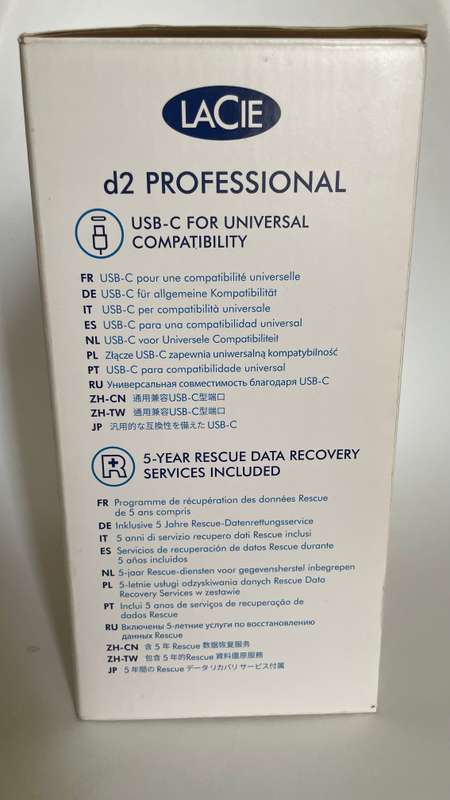 LACIE
d2 PROFESSIONAL
USB-C FOR UNIVERSAL
COMPATIBILITY
FR USB-C pour une compatibilité universelle
DE USB-C für allgemeine Kompatibilität
IT USB-C per compatibilità universale
ES USB-C para una compatibilidad universal
NL USB-C voor Universele Compatibiliteit
PL Złącze USB-C zapewnia uniwersalną kompatybilność
PT USB-C para compatibilidade universal
RU Универсальная совместимость благодаря USB-C
ZH-CN 通用兼容USB-C型端口
ZH-TW 通用兼容USB-C型端口
JP 汎用的な互換性を備えた USB-C
R
5-YEAR RESCUE DATA RECOVERY
SERVICES INCLUDED
FR Programme de récupération des données Rescue
de 5 ans compris
DE Inklusive 5 Jahre Rescue-Datenrettungsservice
IT 5 anni di servizio recupero dati Rescue inclusi
ES Servicios de recuperación de datos Rescue durante
5 años incluidos
NL 5-jaar Rescue-diensten voor gegevensherstel inbegrepen
PL 5-letnie usługi odzyskiwania danych Rescue Data
Recovery Services w zestawie
PT Inclui 5 anos de serviços de recuperação de
dados Rescue
RU Включены 5-летние услуги по восстановлению
данных Rescue
ZH-CN 含 5 年 Rescue 数据恢复服务
ZH-TW 包含 5 年的Rescue 資料還原服務
JP 5 年間の Rescue データ リカバリ サービス付属